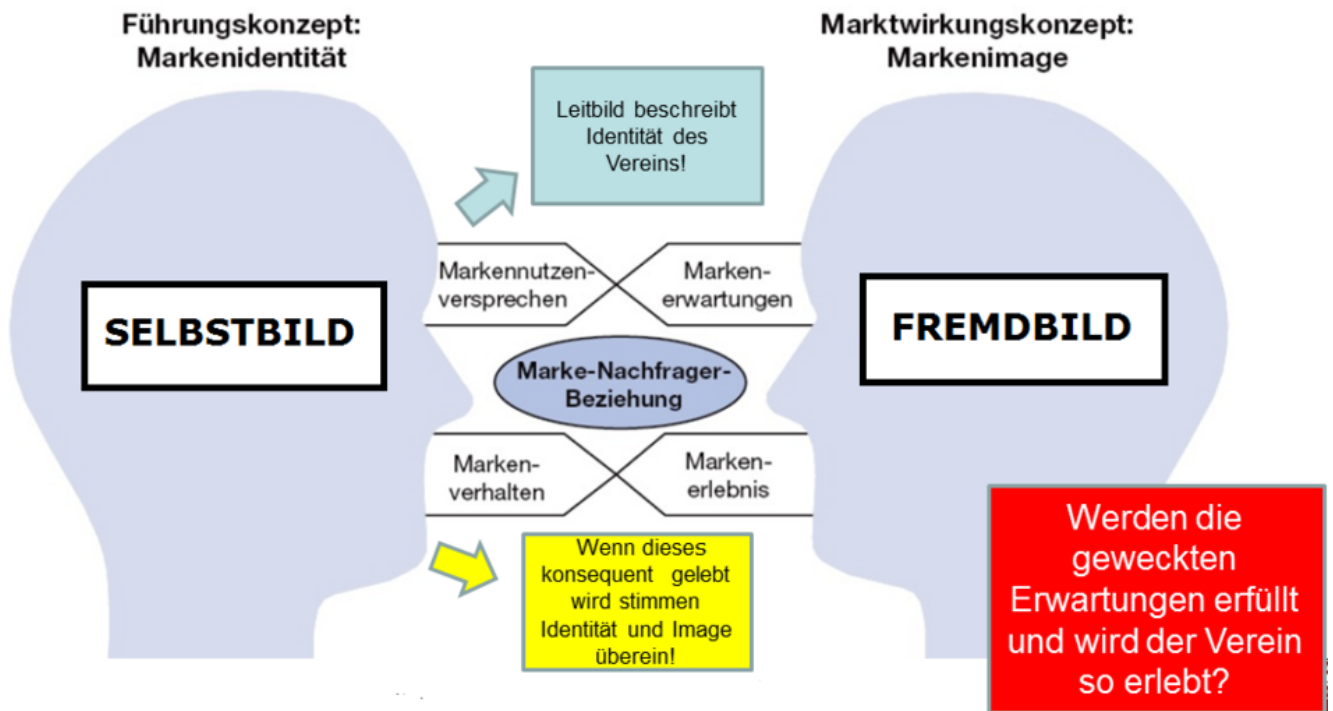 Führungskonzept:
Markenidentität
Marktwirkungskonzept:
Markenimage
Leitbild beschreibt
Identität des
Vereins!
Markennutzen-
versprechen
Marken-
erwartungen
SELBSTBILD
FREMDBILD
Marke-Nachfrager-
Beziehung
Marken-
verhalten
Marken-
erlebnis
Wenn dieses
konsequent gelebt
wird stimmen
Identität und Image
überein!
Werden die
geweckten
Erwartungen erfüllt
und wird der Verein
so erlebt?